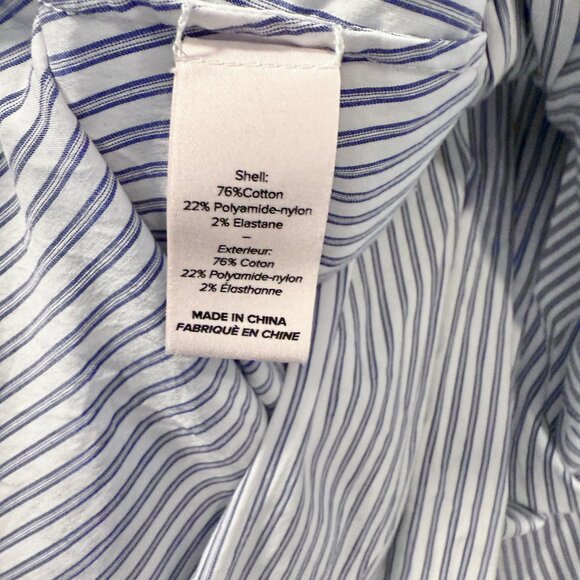 Shell:
76%Cotton
22% Polyamide-nylon
2% Elastane
–
Exterieur:
76% Coton
22% Polyamide-nylon
2% Élasthanne
MADE IN CHINA
FABRIQUÈ EN CHINE